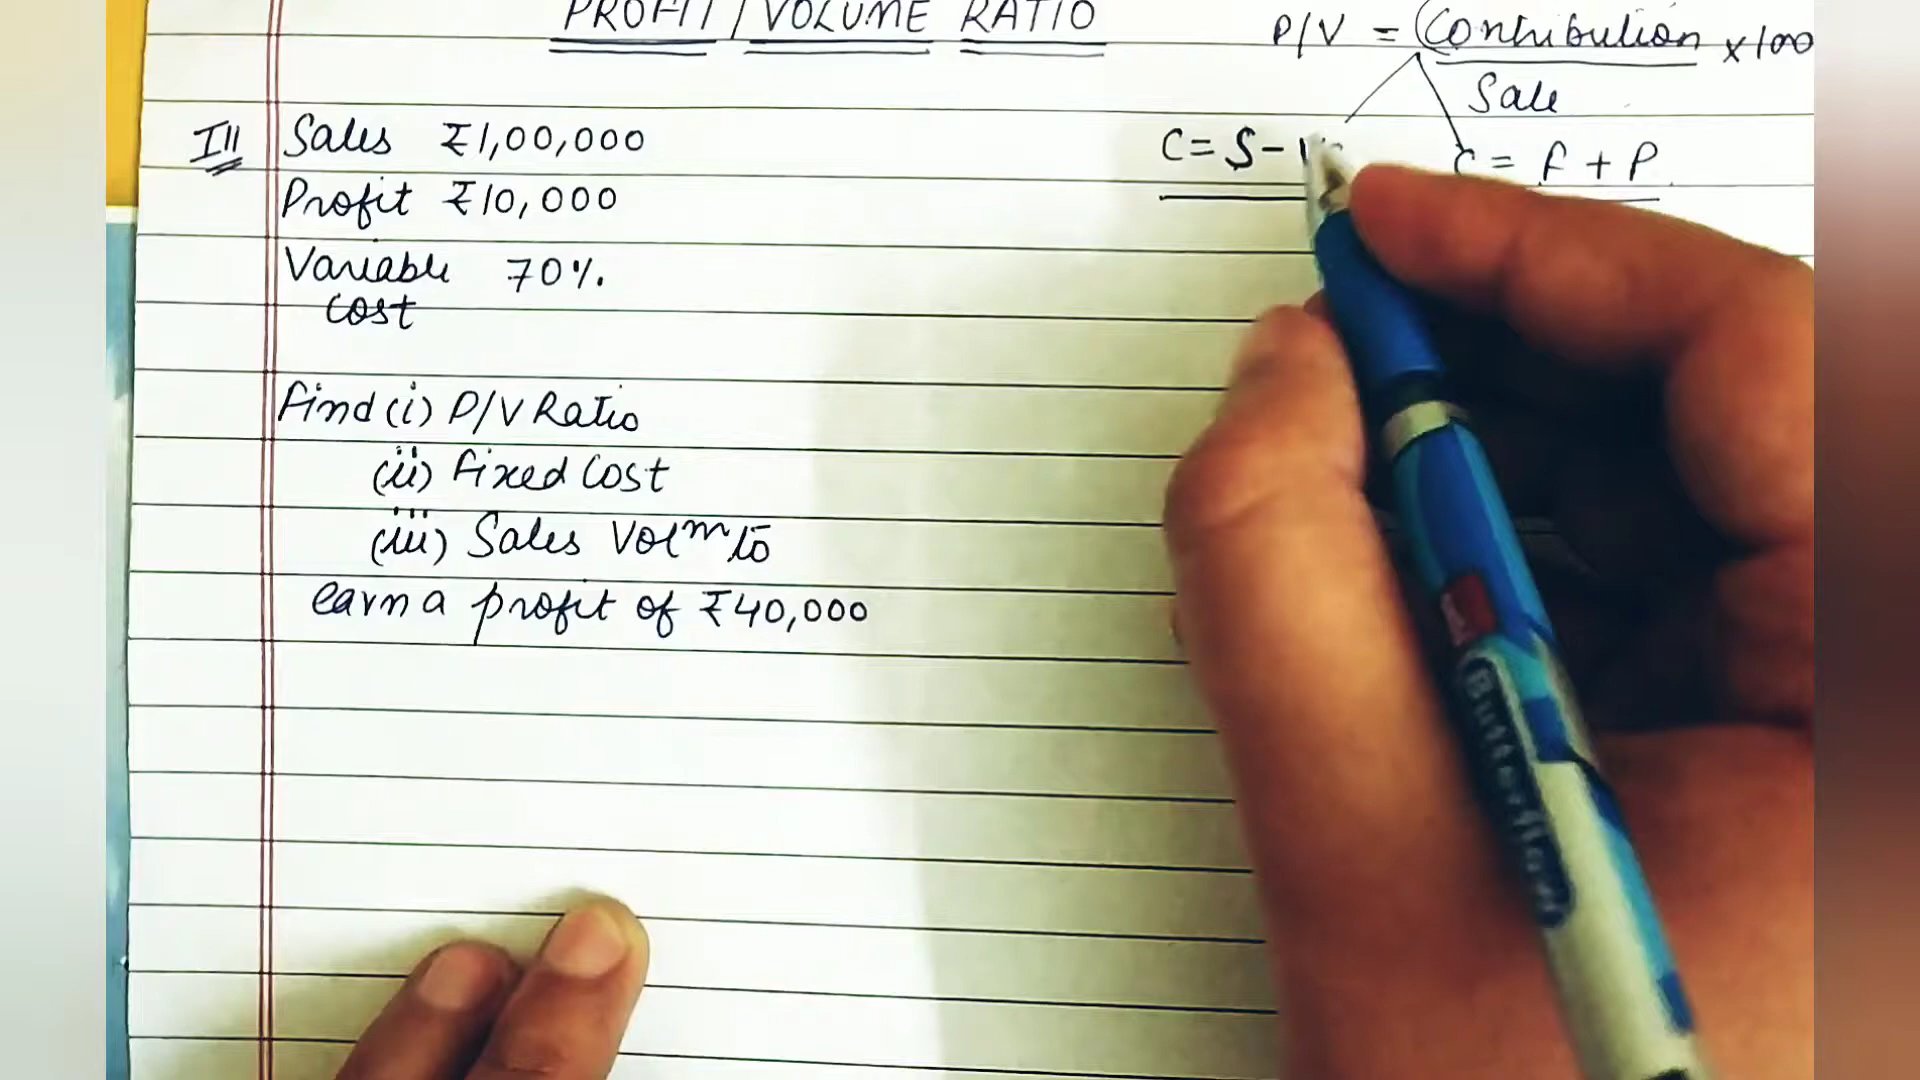 PROFIT/VOLUME RATIO
P/V = Contribution x100
Sale
C = S -
C = F + P
III Sales ₹1,00,000
Profit ₹10,000
Variable 70%.
cost
Find (i) P/V Ratio
(ii) Fixed Cost
(iii) Sales Volm to
earn a profit of ₹40,000
Butterflow